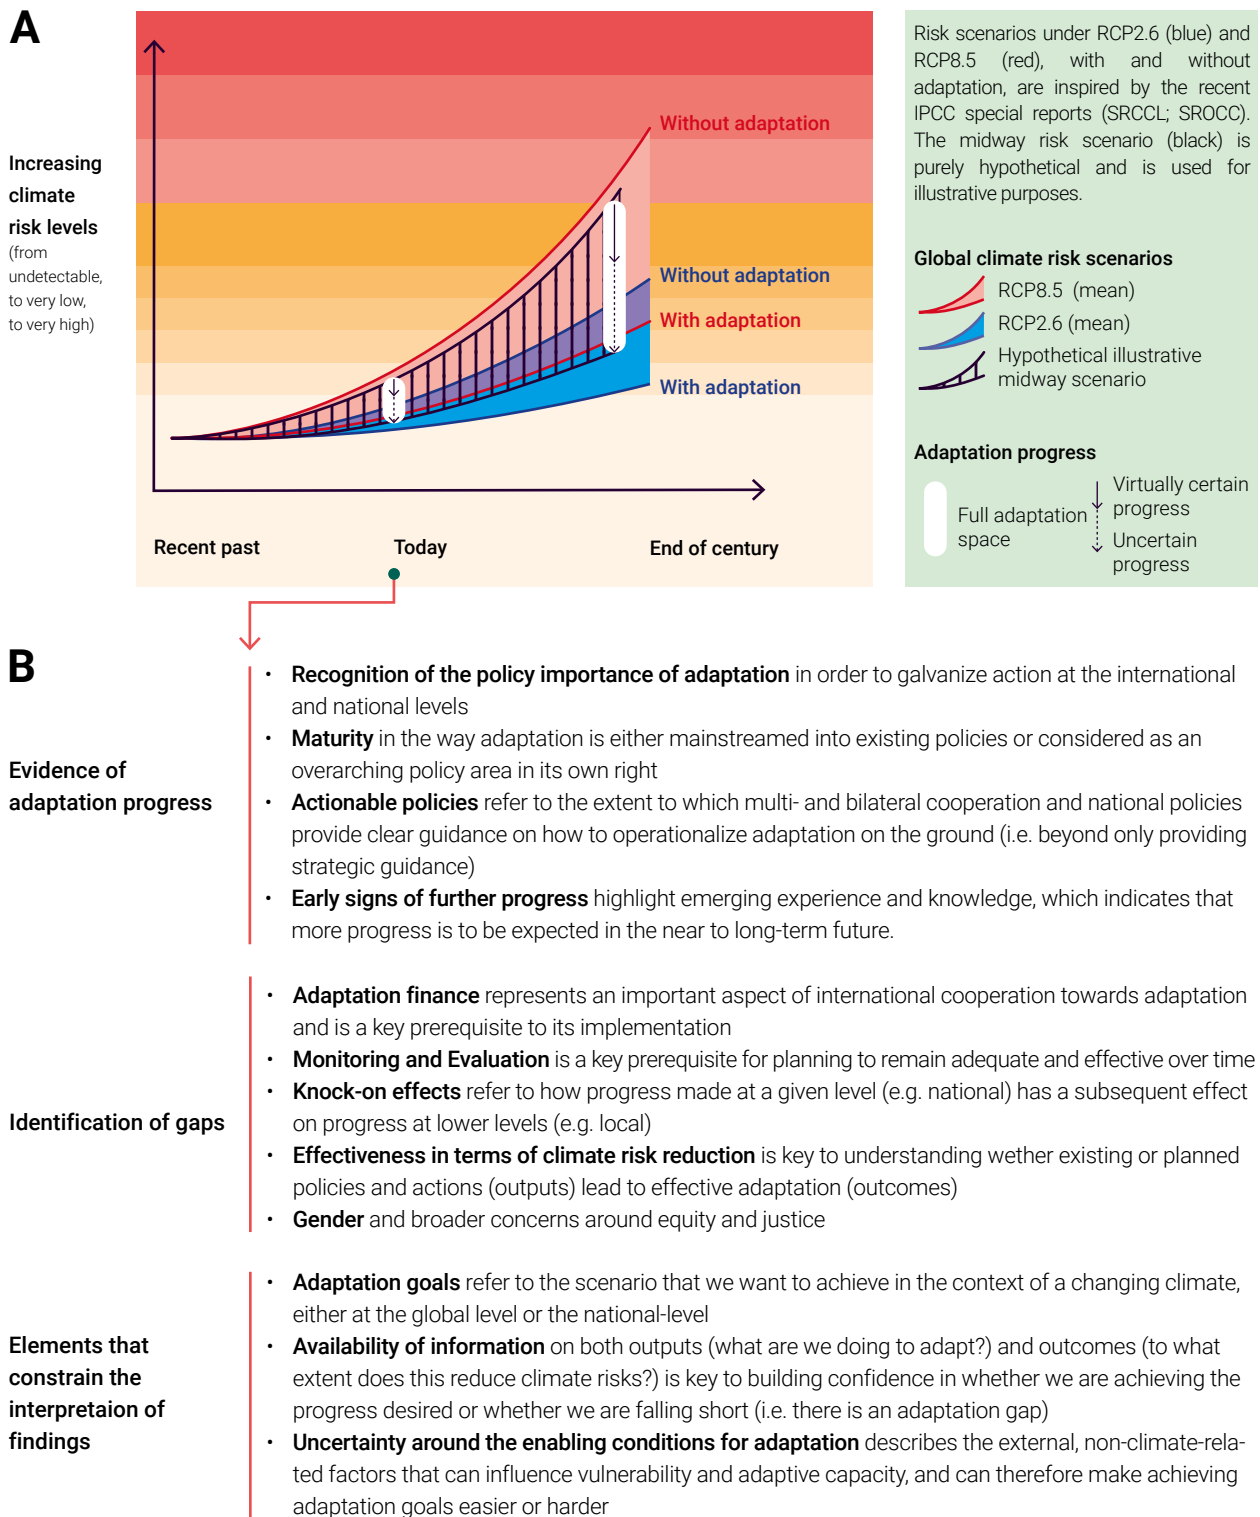 A
Increasing
climate
risk levels
(from
undetectable,
to very low,
to very high)
Without adaptation
Without adaptation
With adaptation
With adaptation
Recent past
Today
End of century
Risk scenarios under RCP2.6 (blue) and
RCP8.5 (red), with and without
adaptation, are inspired by the recent
IPCC special reports (SRCCL; SROCC).
The midway risk scenario (black) is
purely hypothetical and is used for
illustrative purposes.
Global climate risk scenarios
RCP8.5 (mean)
RCP2.6 (mean)
Hypothetical illustrative
midway scenario
Adaptation progress
Full adaptation
space
Virtually certain
progress
Uncertain
progress
B
Evidence of
adaptation progress
• Recognition of the policy importance of adaptation in order to galvanize action at the international
and national levels
• Maturity in the way adaptation is either mainstreamed into existing policies or considered as an
overarching policy area in its own right
• Actionable policies refer to the extent to which multi- and bilateral cooperation and national policies
provide clear guidance on how to operationalize adaptation on the ground (i.e. beyond only providing
strategic guidance)
• Early signs of further progress highlight emerging experience and knowledge, which indicates that
more progress is to be expected in the near to long-term future.
Identification of gaps
• Adaptation finance represents an important aspect of international cooperation towards adaptation
and is a key prerequisite to its implementation
• Monitoring and Evaluation is a key prerequisite for planning to remain adequate and effective over time
• Knock-on effects refer to how progress made at a given level (e.g. national) has a subsequent effect
on progress at lower levels (e.g. local)
• Effectiveness in terms of climate risk reduction is key to understanding wether existing or planned
policies and actions (outputs) lead to effective adaptation (outcomes)
• Gender and broader concerns around equity and justice
Elements that
constrain the
interpretaion of
findings
• Adaptation goals refer to the scenario that we want to achieve in the context of a changing climate,
either at the global level or the national-level
• Availability of information on both outputs (what are we doing to adapt?) and outcomes (to what
extent does this reduce climate risks?) is key to building confidence in whether we are achieving the
progress desired or whether we are falling short (i.e. there is an adaptation gap)
• Uncertainty around the enabling conditions for adaptation describes the external, non-climate-rela-
ted factors that can influence vulnerability and adaptive capacity, and can therefore make achieving
adaptation goals easier or harder